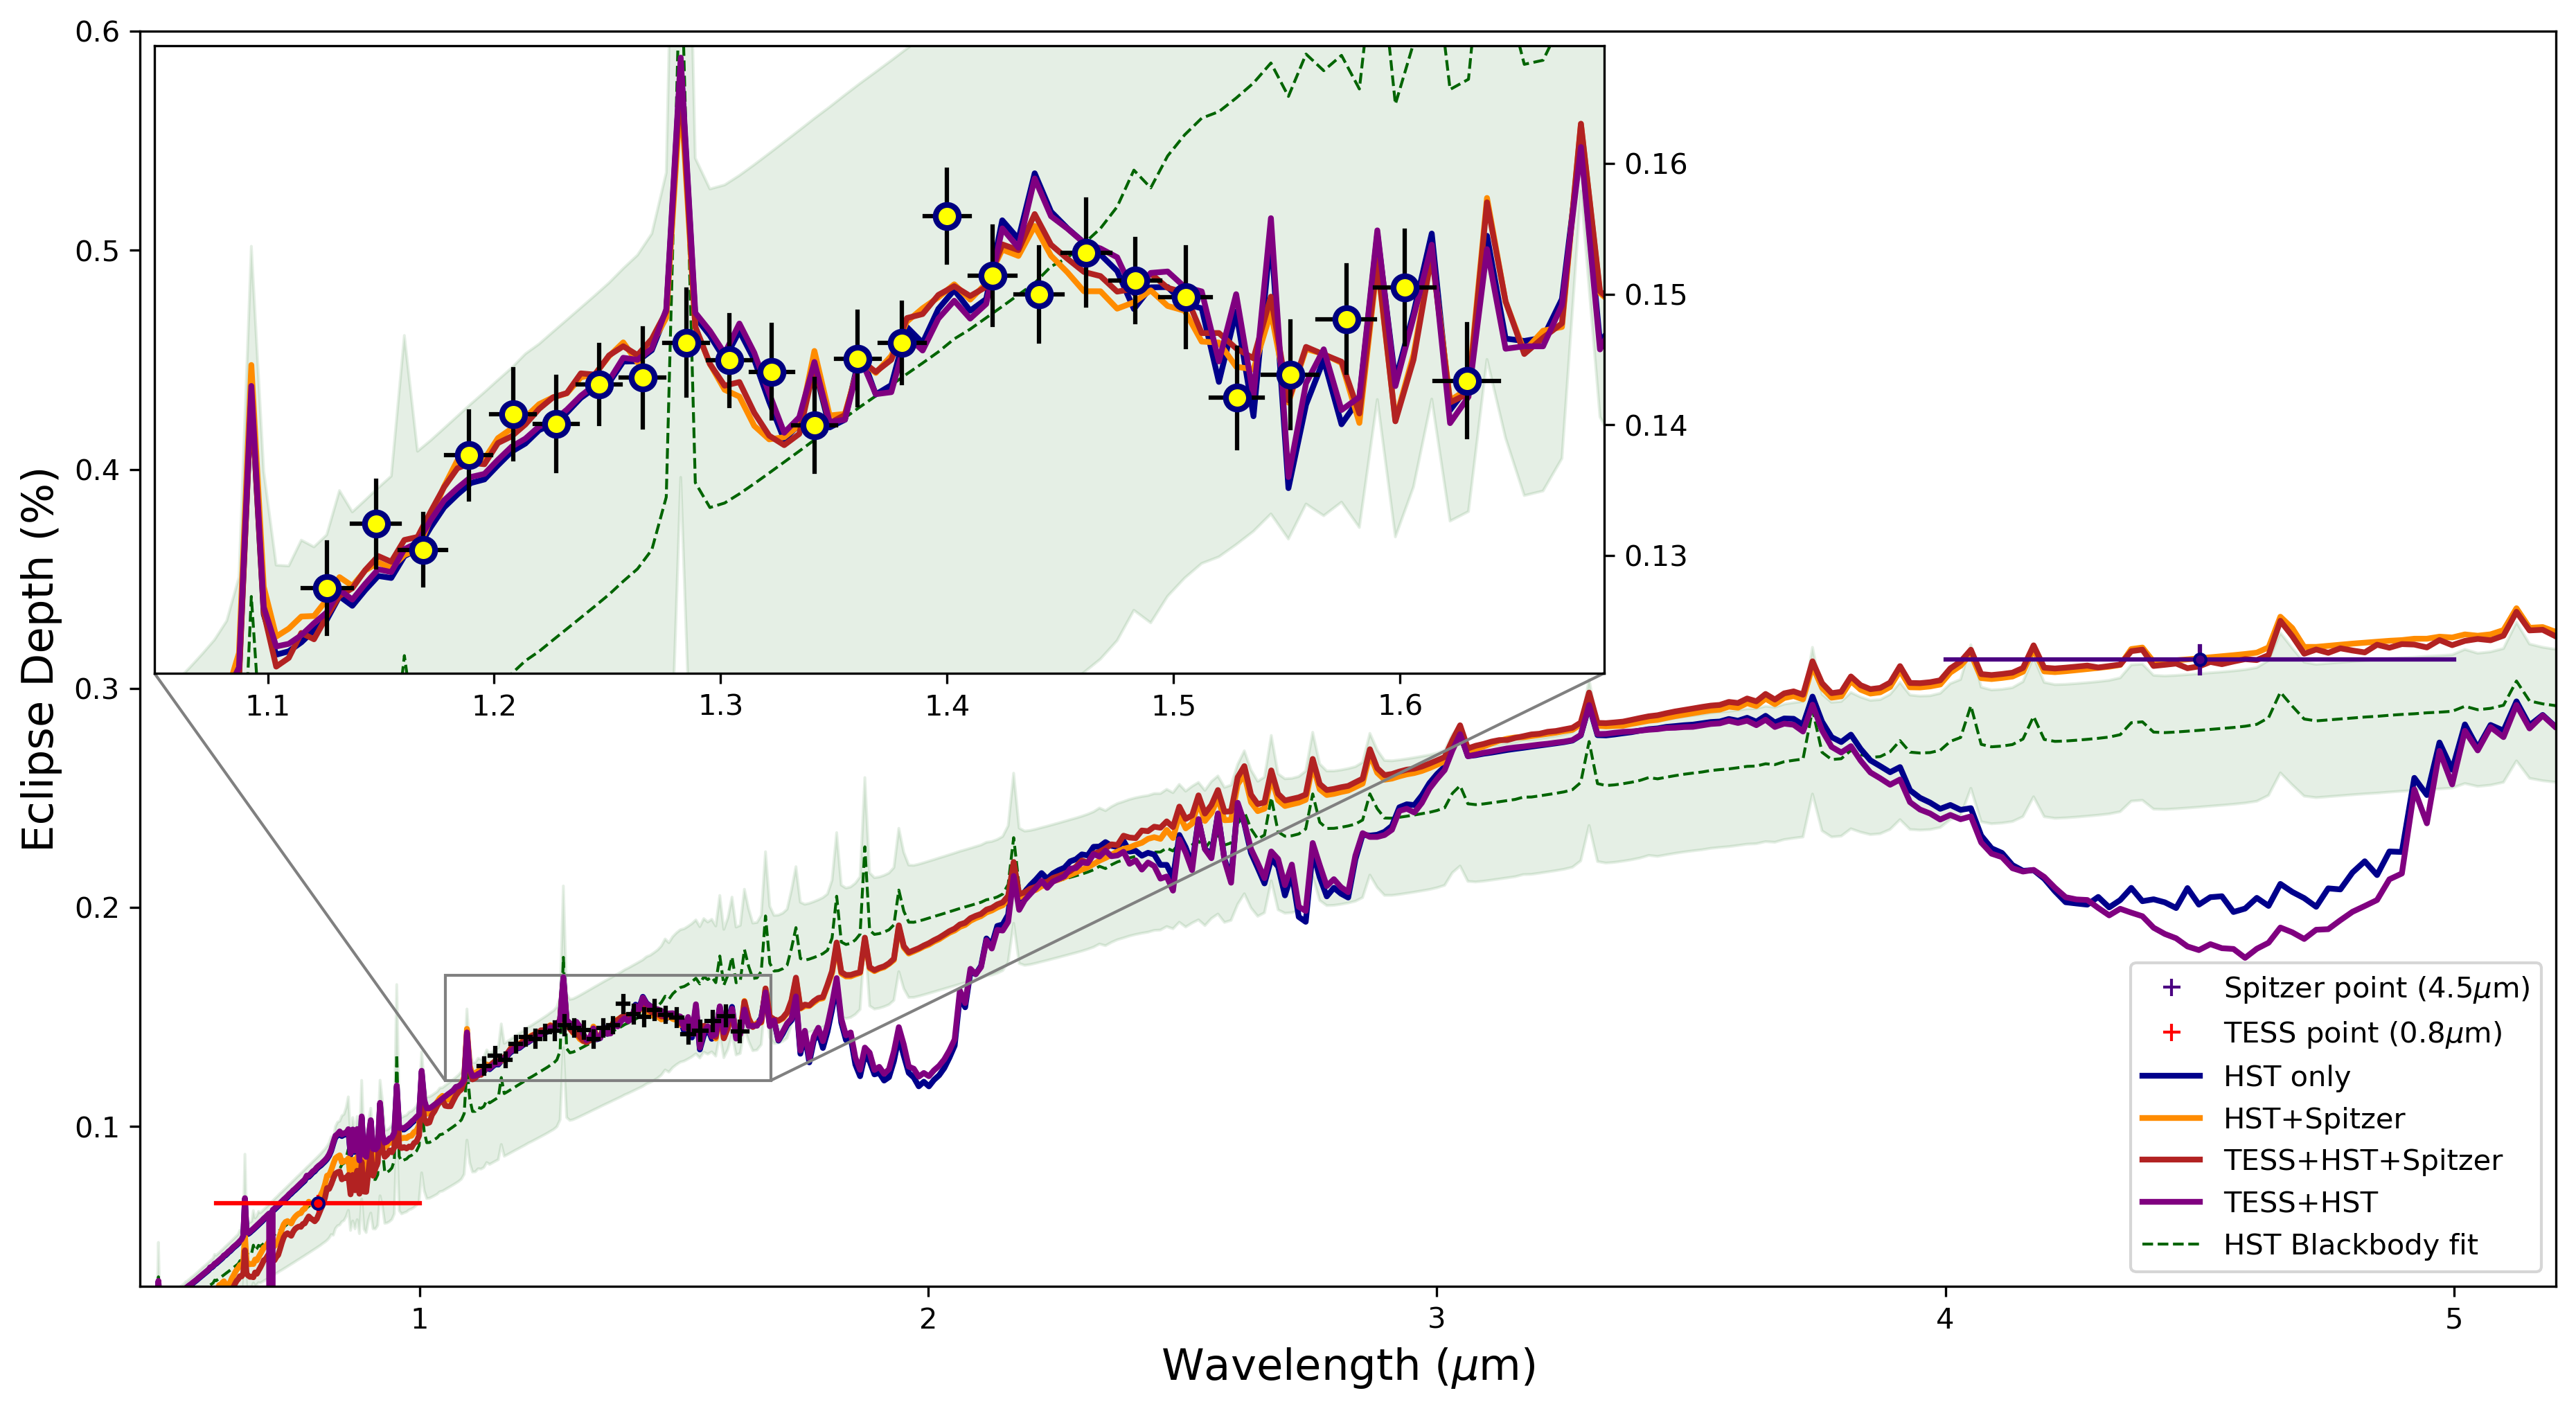 0.6
0.5
0.4
0.3
0.2
0.1
Eclipse Depth (%)
0.16
0.15
0.14
0.13
1.1 1.2 1.3 1.4 1.5 1.6
Spitzer point (4.5μm)
TESS point (0.8μm)
HST only
HST+Spitzer
TESS+HST+Spitzer
TESS+HST
HST Blackbody fit
1 2 3 4 5
Wavelength (μm)